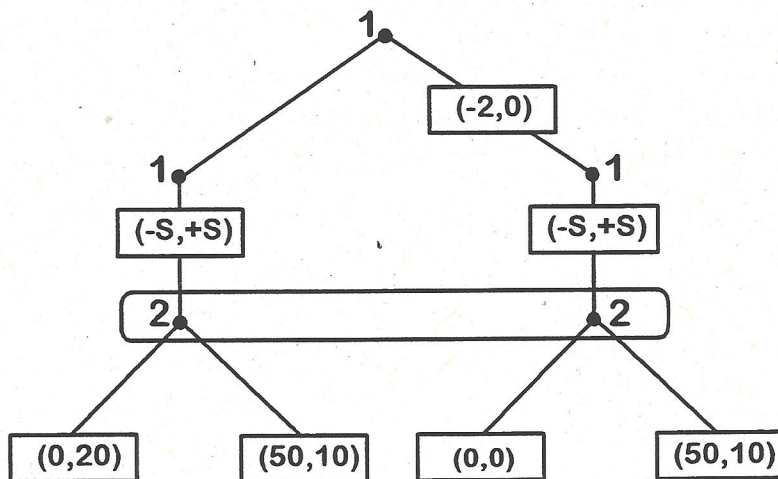 1
(-2,0)
1 1
(-S,+S) (-S,+S)
2 2
(0,20) (50,10) (0,0) (50,10)